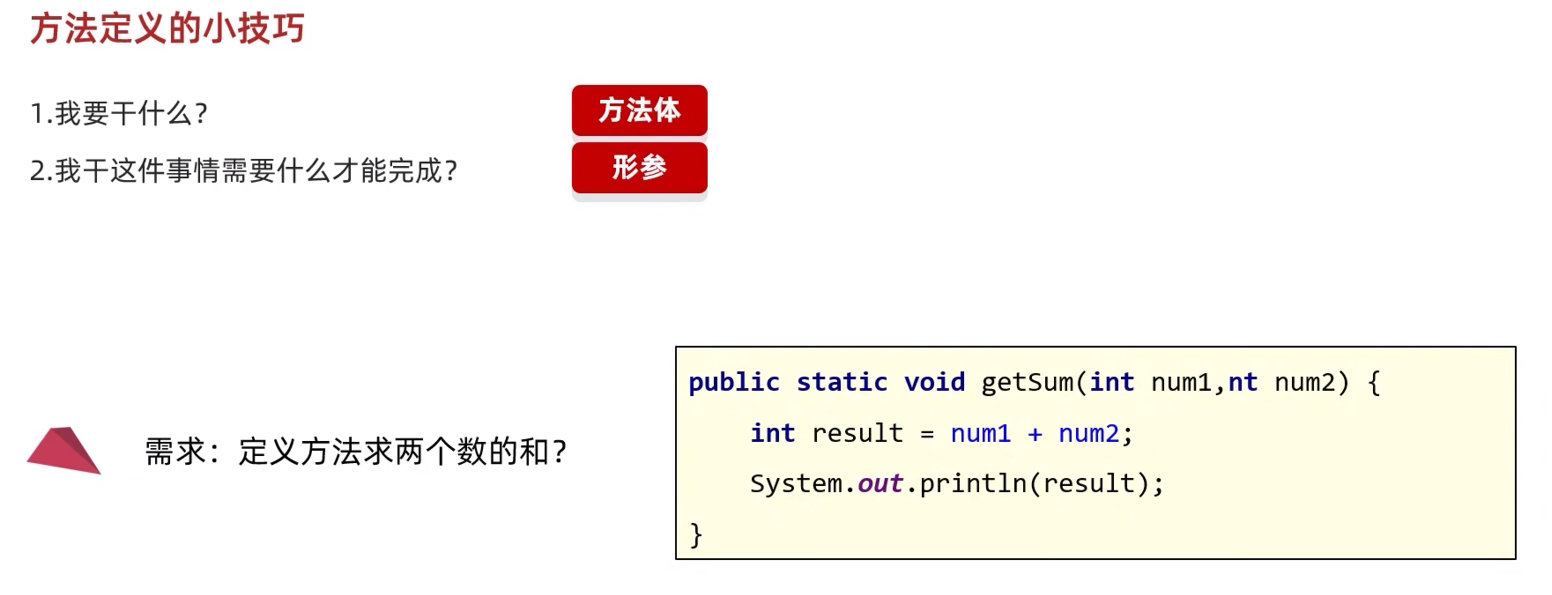 方法定义的小技巧
1.我要干什么？
方法体
2.我干这件事情需要什么才能完成？
形参
需求：定义方法求两个数的和？
public static void getSum(int num1,nt num2) {
    int result = num1 + num2;
    System.out.println(result);
}